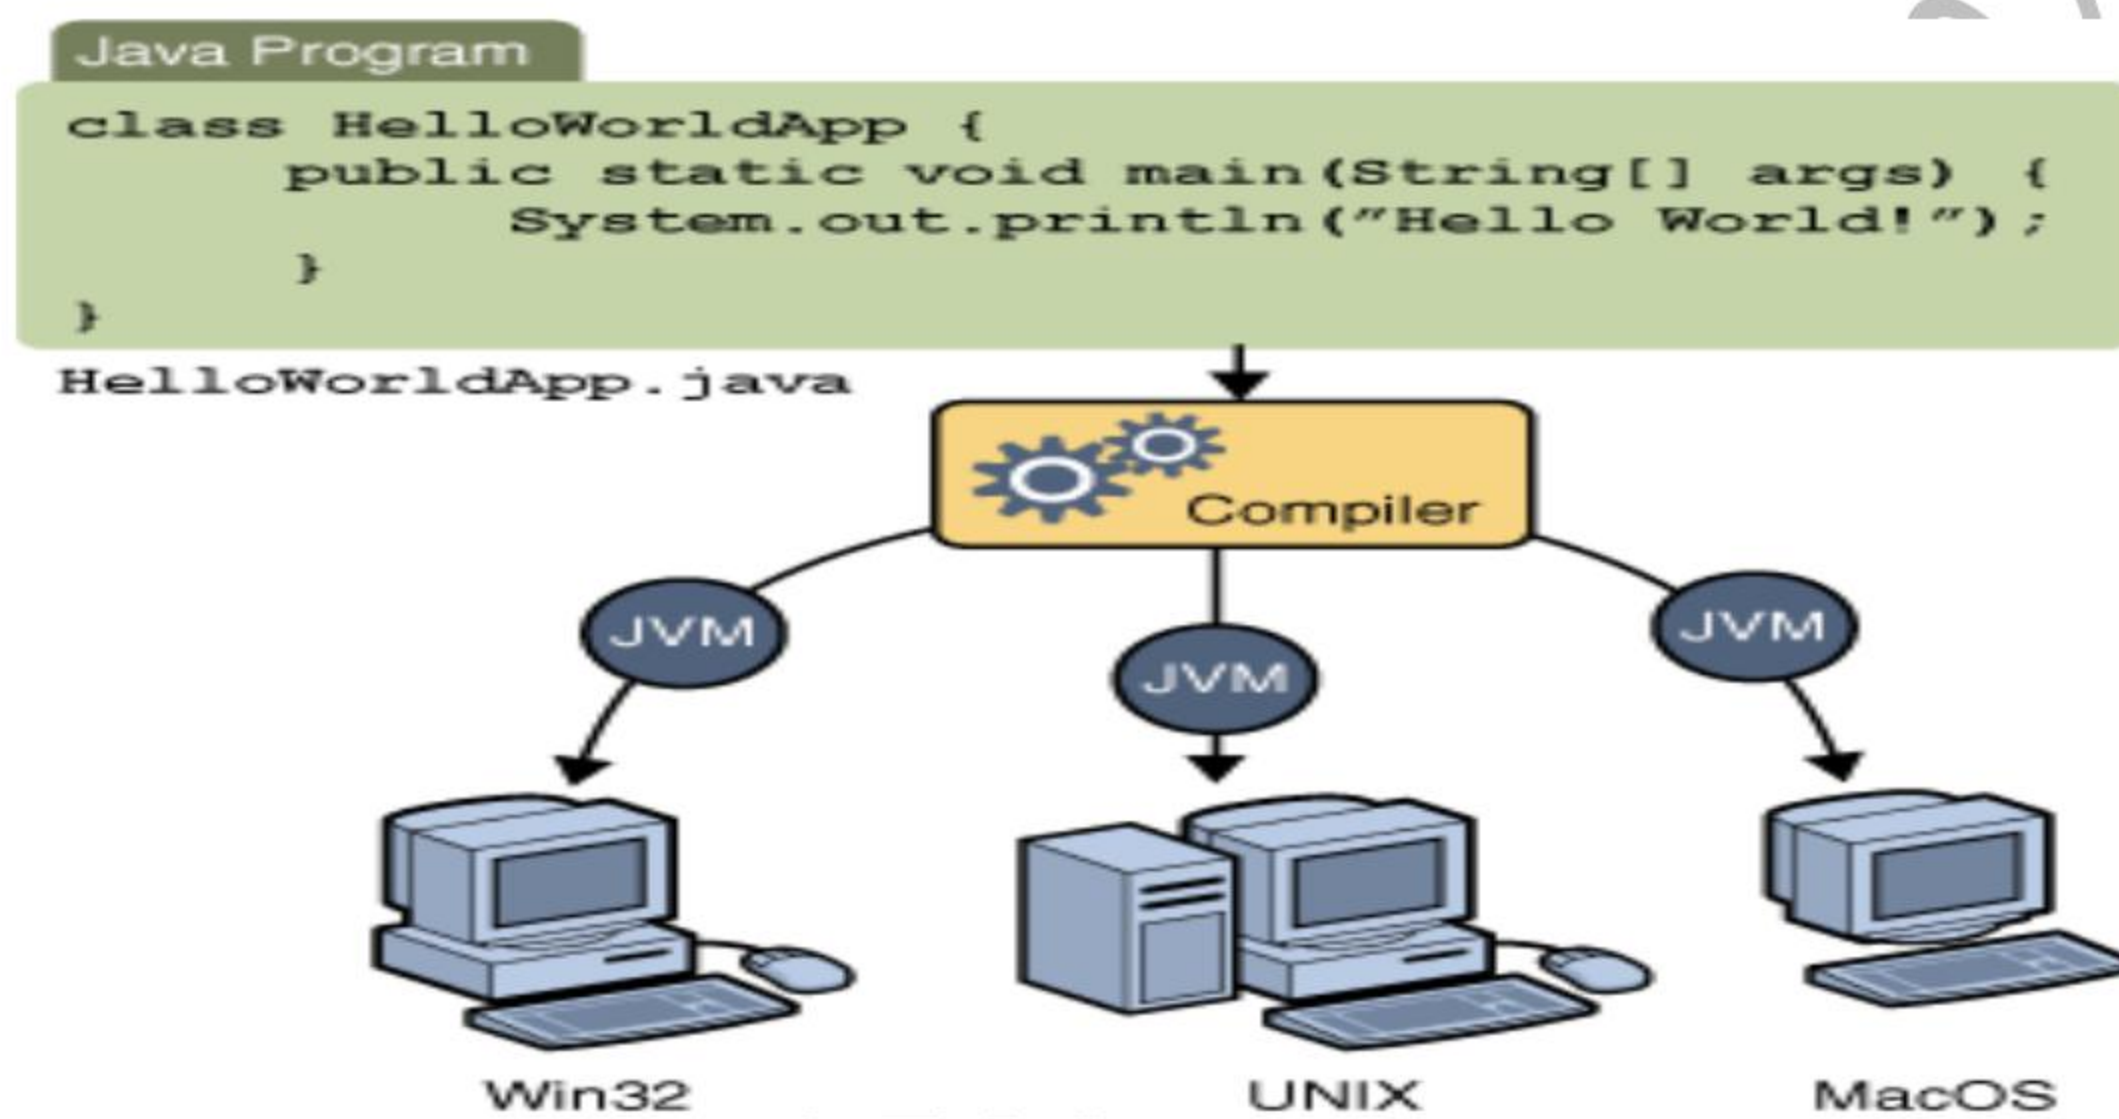 Java Program
class HelloWorldApp {
public static void main(String[] args) {
System.out.println("Hello World!");
}
}
HelloWorldApp.java
Compiler
JVM
JVM
JVM
Win32
UNIX
MacOS